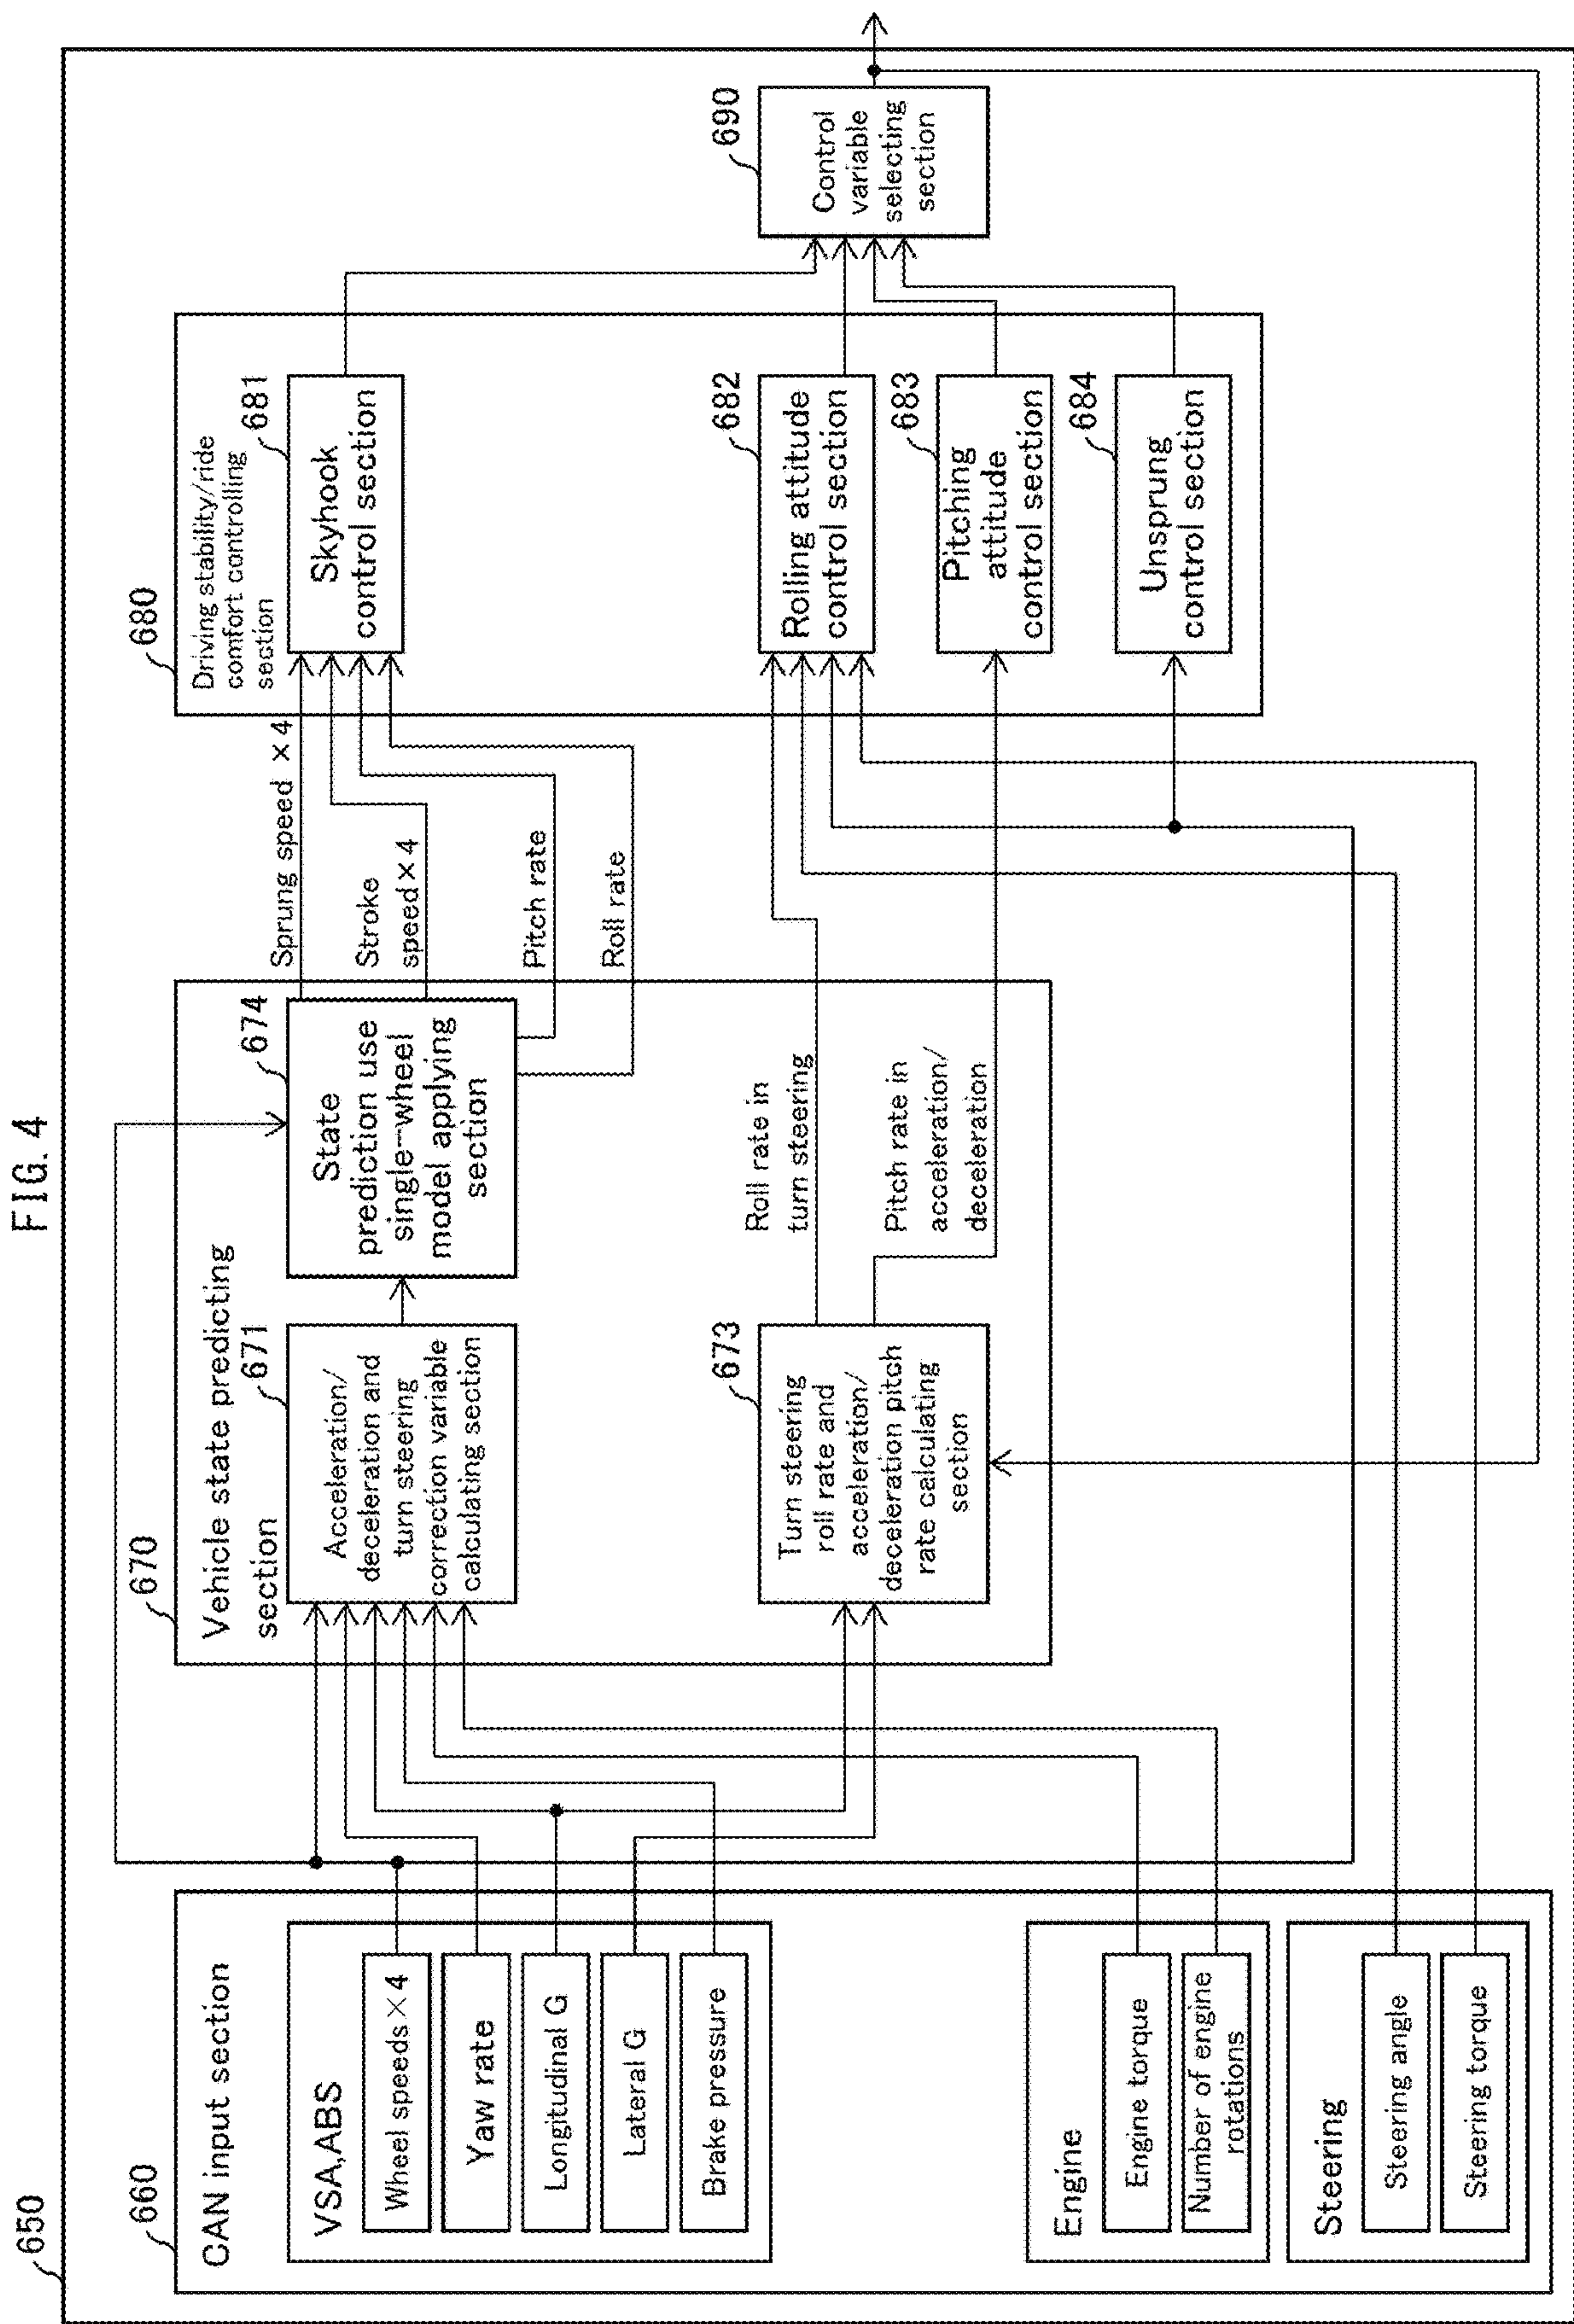 FIG. 4
650
660
CAN input section
VSA,ABS
Wheel speeds×4
Yaw rate
Longitudinal G
Lateral G
Brake pressure
Engine
Engine torque
Number of engine
rotations
Steering
Steering angle
Steering torque
670
Vehicle state predicting
section
671
Acceleration/
deceleration and
turn steering
correction variable
calculating section
674
State
prediction use
single-wheel
model applying
section
673
Turn steering
roll rate and
acceleration/
deceleration pitch
rate calculating
section
Roll rate in
turn steering
Pitch rate in
acceleration/
deceleration
Sprung speed ×4
Stroke
speed×4
Pitch rate
Roll rate
680
Driving stability/ride
comfort controlling
section
681
Skyhook
control section
682
Rolling attitude
control section
683
Pitching
attitude
control section
684
Unsprung
control section
690
Control
variable
selecting
section